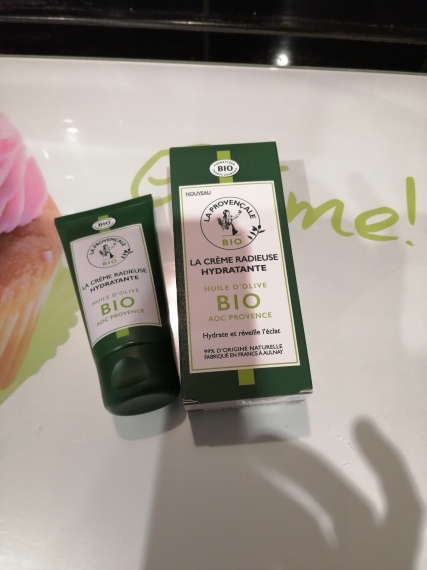 BIO
LA PROVENÇALE
BIO
LA CRÈME RADIEUSE
HYDRATANTE
HUILE D'OLIVE
BIO
AOC PROVENCE
BIO
NOUVEAU
LA PROVENÇALE
BIO
LA CRÈME RADIEUSE
HYDRATANTE
HUILE D'OLIVE
BIO
AOC PROVENCE
Hydrate et réveille l'éclat
99% D'ORIGINE NATURELLE
FABRIQUÉ EN FRANCE À AULNAY
me!